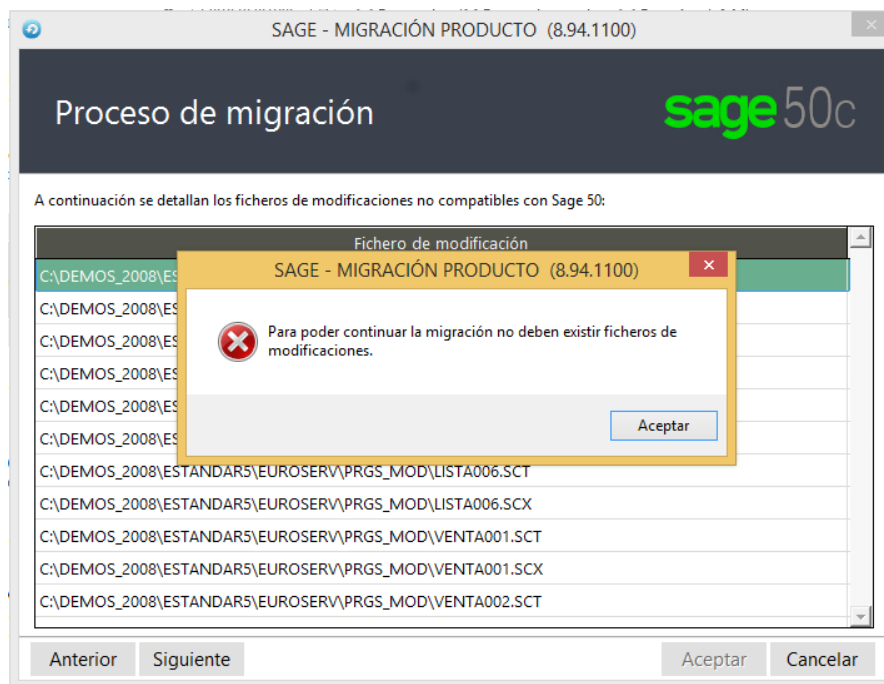 SAGE - MIGRACIÓN PRODUCTO (8.94.1100)
Proceso de migración
sage 50c
A continuación se detallan los ficheros de modificaciones no compatibles con Sage 50:
Fichero de modificación
C:\DEMOS_2008\ES
SAGE - MIGRACIÓN PRODUCTO (8.94.1100)
C:\DEMOS_2008\ES
C:\DEMOS_2008\ES
Para poder continuar la migración no deben existir ficheros de
modificaciones.
C:\DEMOS_2008\ES
C:\DEMOS_2008\ES
Aceptar
C:\DEMOS_2008\ES
C:\DEMOS_2008\ESTANDAR5\EUROSERV\PRGS_MOD\LISTA006.SCT
C:\DEMOS_2008\ESTANDAR5\EUROSERV\PRGS_MOD\LISTA006.SCX
C:\DEMOS_2008\ESTANDAR5\EUROSERV\PRGS_MOD\VENTA001.SCT
C:\DEMOS_2008\ESTANDAR5\EUROSERV\PRGS_MOD\VENTA001.SCX
C:\DEMOS_2008\ESTANDAR5\EUROSERV\PRGS_MOD\VENTA002.SCT
Anterior Siguiente Aceptar Cancelar